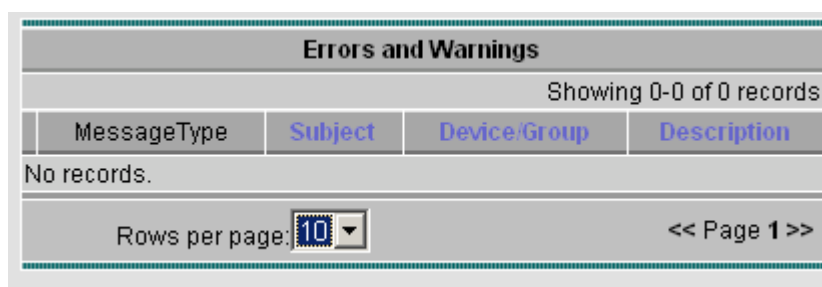 Errors and Warnings
Showing 0-0 of 0 records
MessageType Subject Device/Group Description
No records.
Rows per page: 10 << Page 1 >>